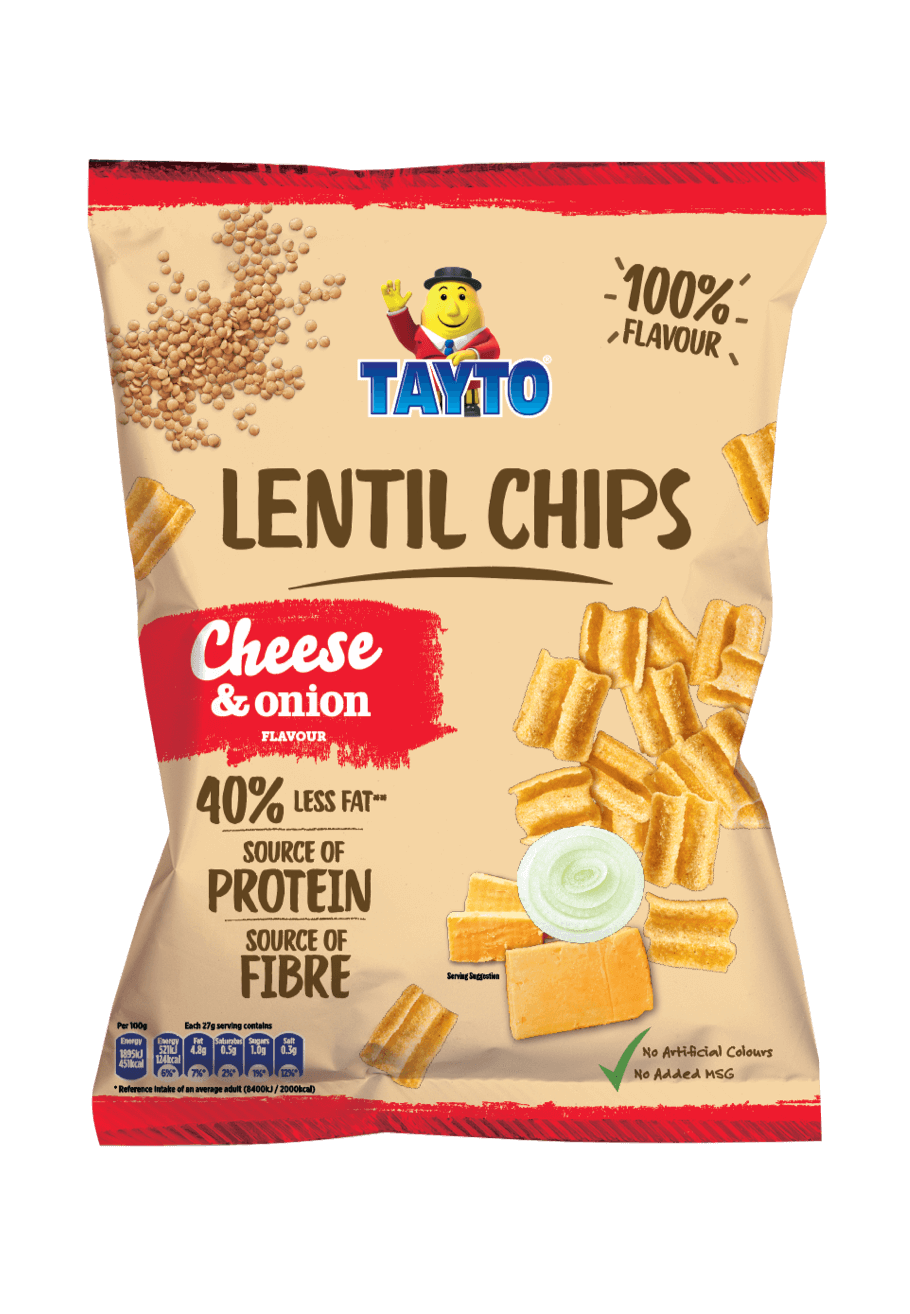 100%
FLAVOUR
TAYTO®
LENTIL CHIPS
Cheese
& onion
FLAVOUR
40% LESS FAT**
SOURCE OF
PROTEIN
SOURCE OF
FIBRE
Serving Suggestion
Per 100g Each 27g serving contains
Energy 1895kJ 451kcal
Energy 521kJ 124kcal 6%*
Fat 4.8g 7%*
Saturates 0.5g 2%*
Sugars 1.0g 1%*
Salt 0.3g 12%*
* Reference intake of an average adult (8400kJ / 2000kcal)
No Artificial Colours
No Added MSG